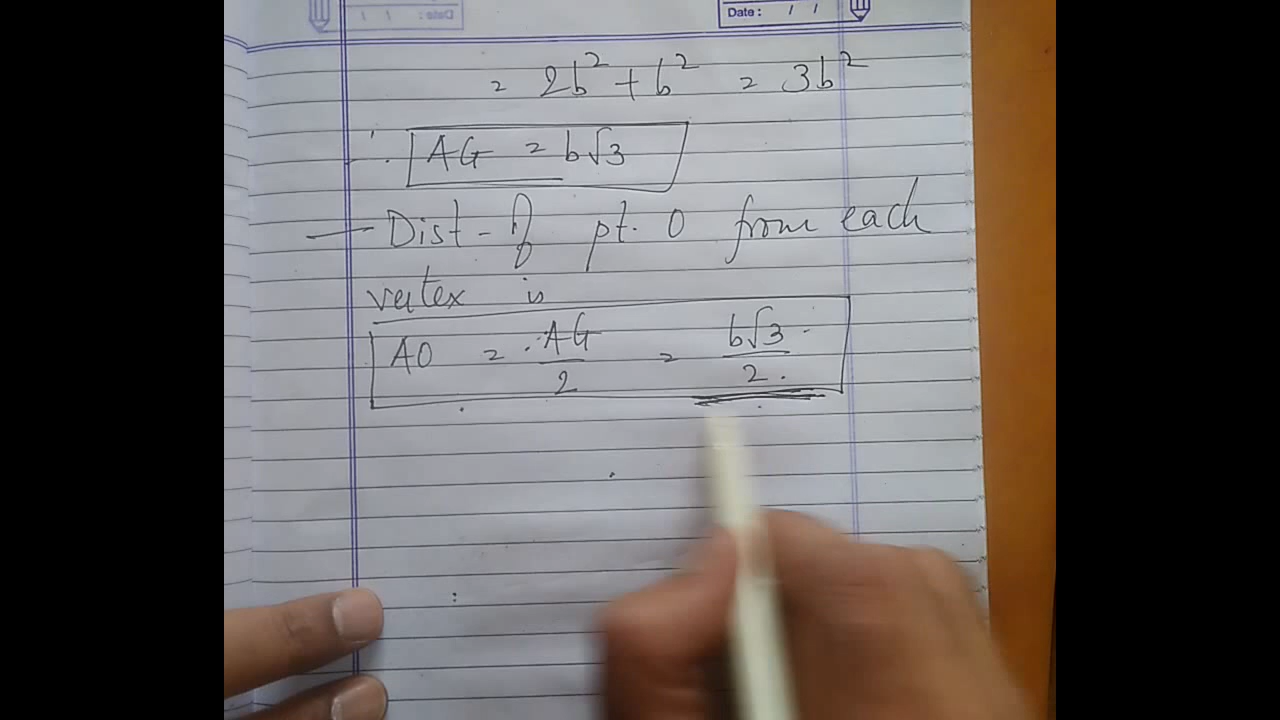 Date : / /
= 2b² + b² = 3b²
∴ AG = b√3
— Dist- of pt. O from each
vertex is
AO = AG/2 = b√3/2.